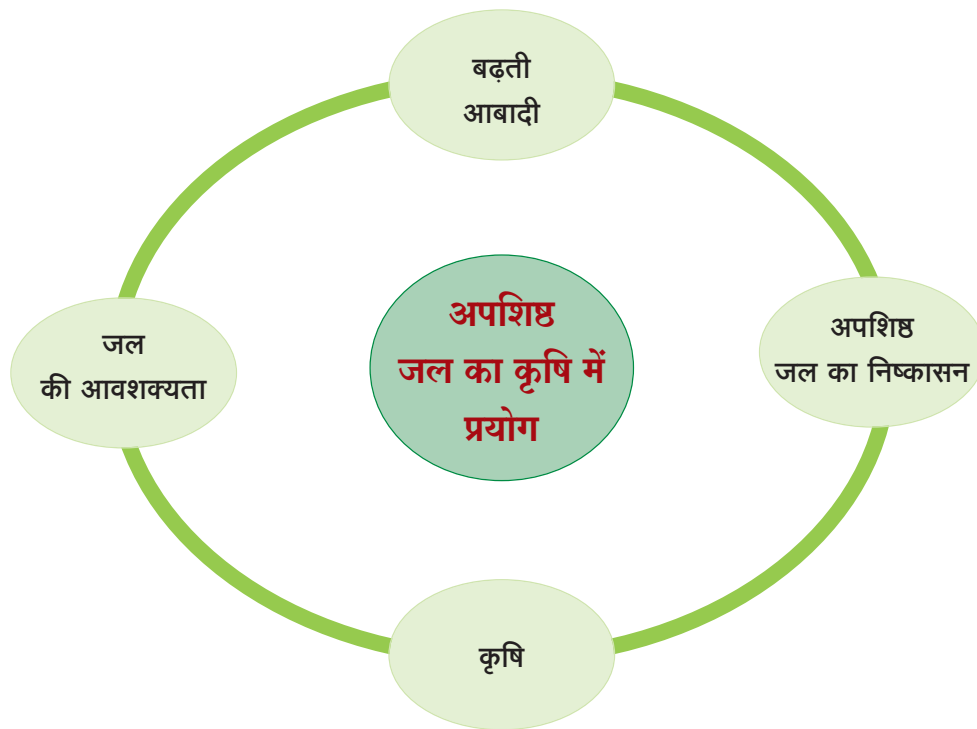 बढ़ती
आबादी
अपशिष्ठ
जल का कृषि में
प्रयोग
जल
की आवशक्यता
अपशिष्ठ
जल का निष्कासन
कृषि